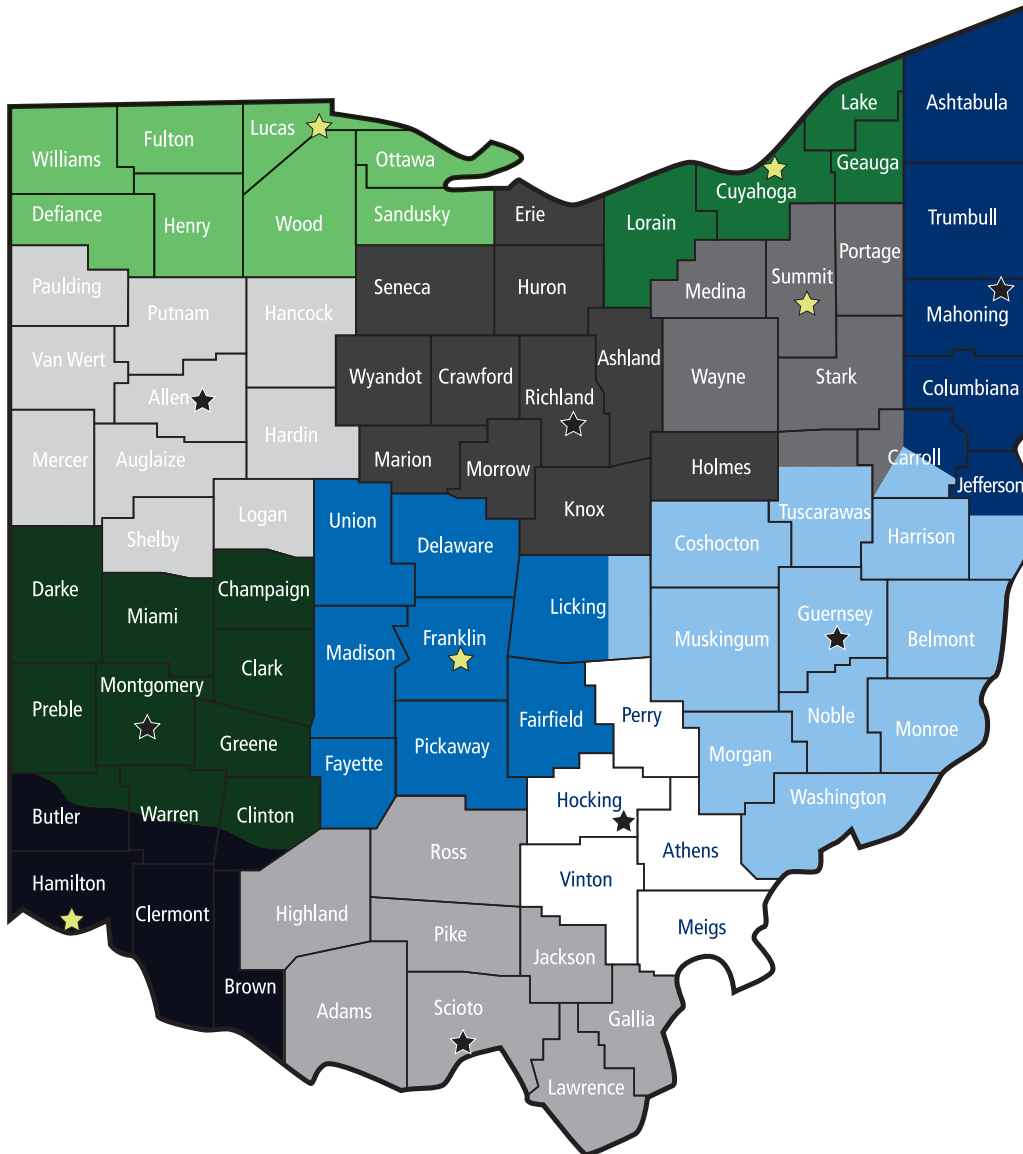 Lake
Ashtabula
Lucas
Fulton
Williams
Ottawa
Geauga
Cuyahoga
Defiance
Henry
Wood
Sandusky
Erie
Lorain
Trumbull
Portage
Summit
Paulding
Seneca
Huron
Medina
Putnam
Hancock
Mahoning
Van Wert
Ashland
Wyandot
Crawford
Wayne
Stark
Columbiana
Allen
Richland
Hardin
Mercer
Auglaize
Marion
Morrow
Holmes
Carroll
Jefferson
Logan
Union
Knox
Tuscarawas
Shelby
Delaware
Coshocton
Harrison
Darke
Champaign
Miami
Licking
Guernsey
Franklin
Muskingum
Belmont
Madison
Clark
Montgomery
Preble
Perry
Fairfield
Noble
Monroe
Greene
Pickaway
Morgan
Fayette
Hocking
Washington
Butler
Warren
Clinton
Ross
Athens
Hamilton
Vinton
Clermont
Highland
Pike
Meigs
Jackson
Brown
Adams
Scioto
Gallia
Lawrence